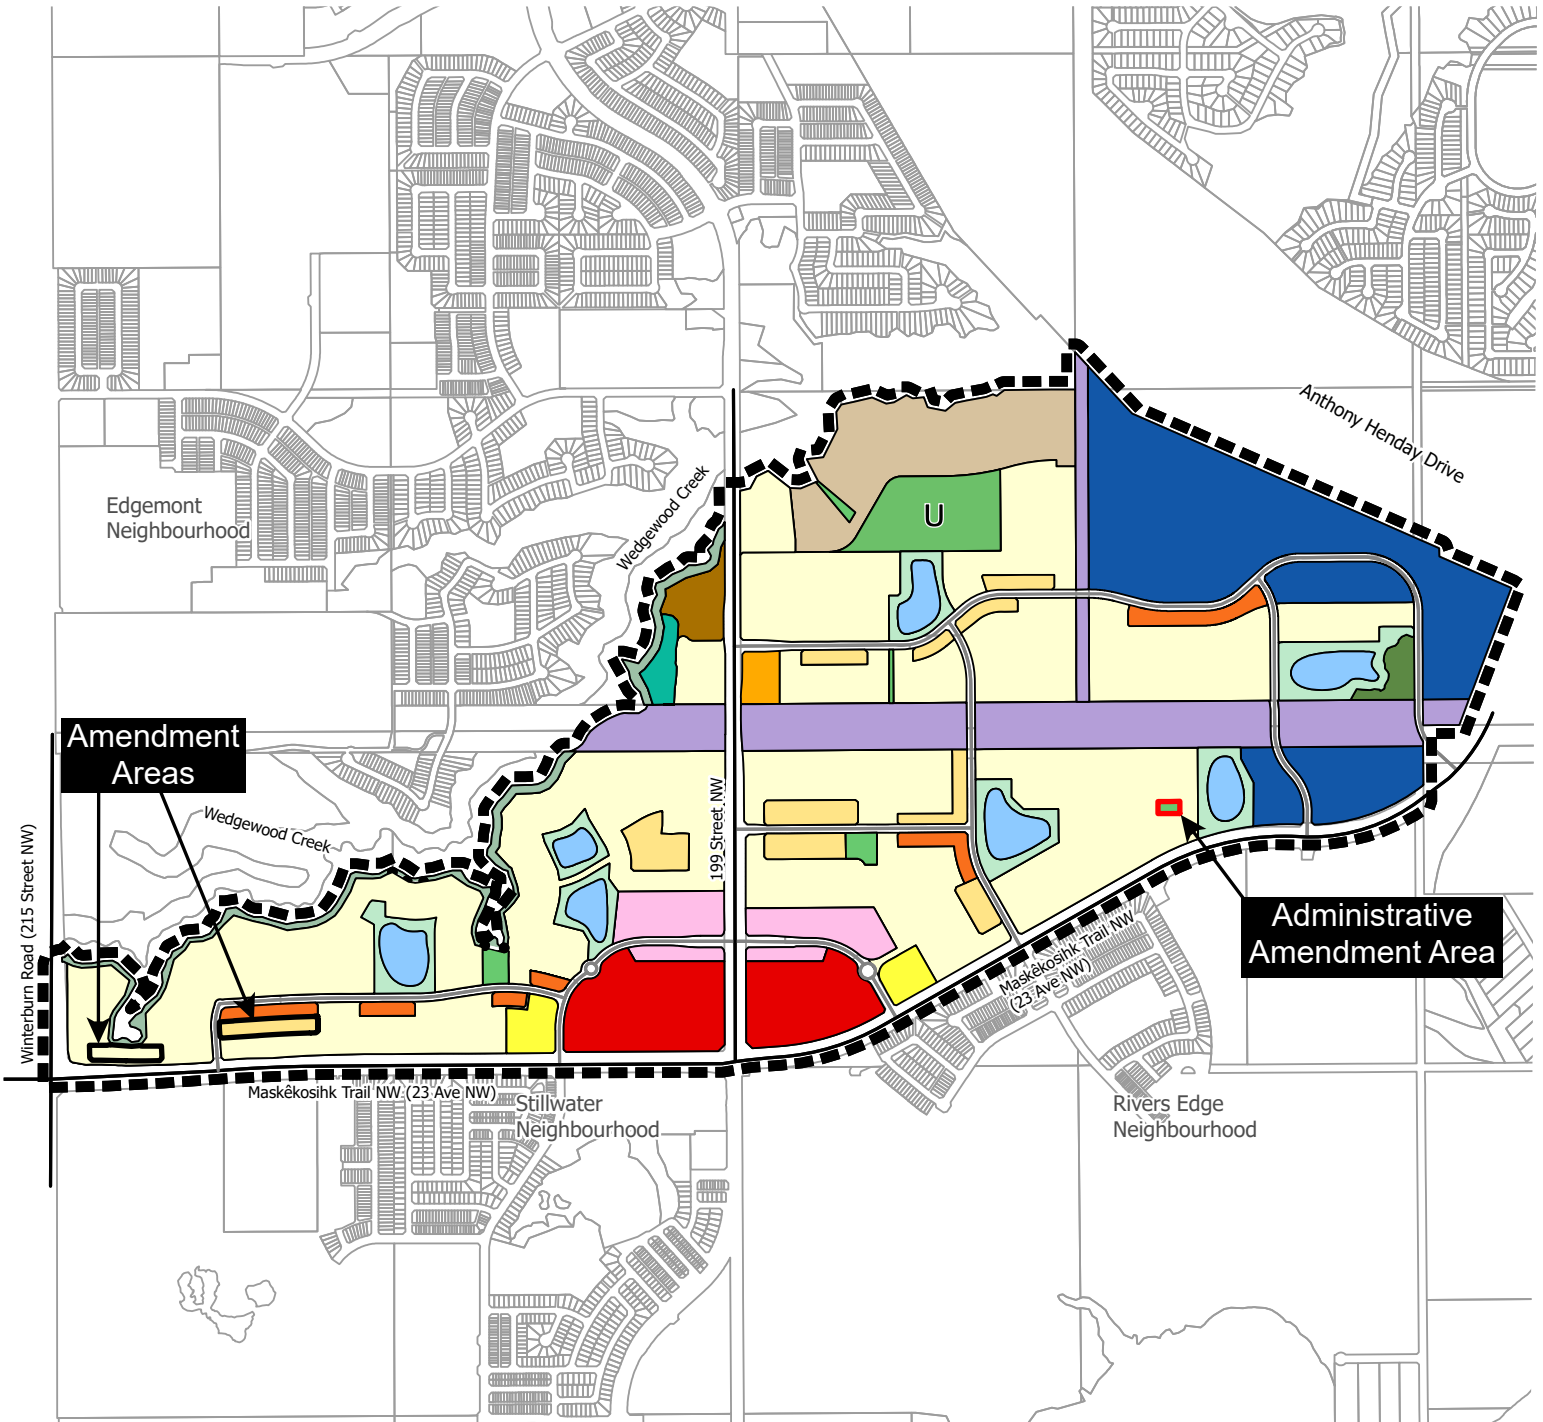 Anthony Henday Drive
Edgemont
Neighbourhood
Wedgewood Creek
U
Amendment
Areas
199 Street NW
Wedgewood Creek
Winterburn Road (215 Street NW)
Administrative
Amendment Area
Maskêkosihk Trail NW
(23 Ave NW)
Maskêkosihk Trail NW (23 Ave NW)
Stillwater
Neighbourhood
Rivers Edge
Neighbourhood